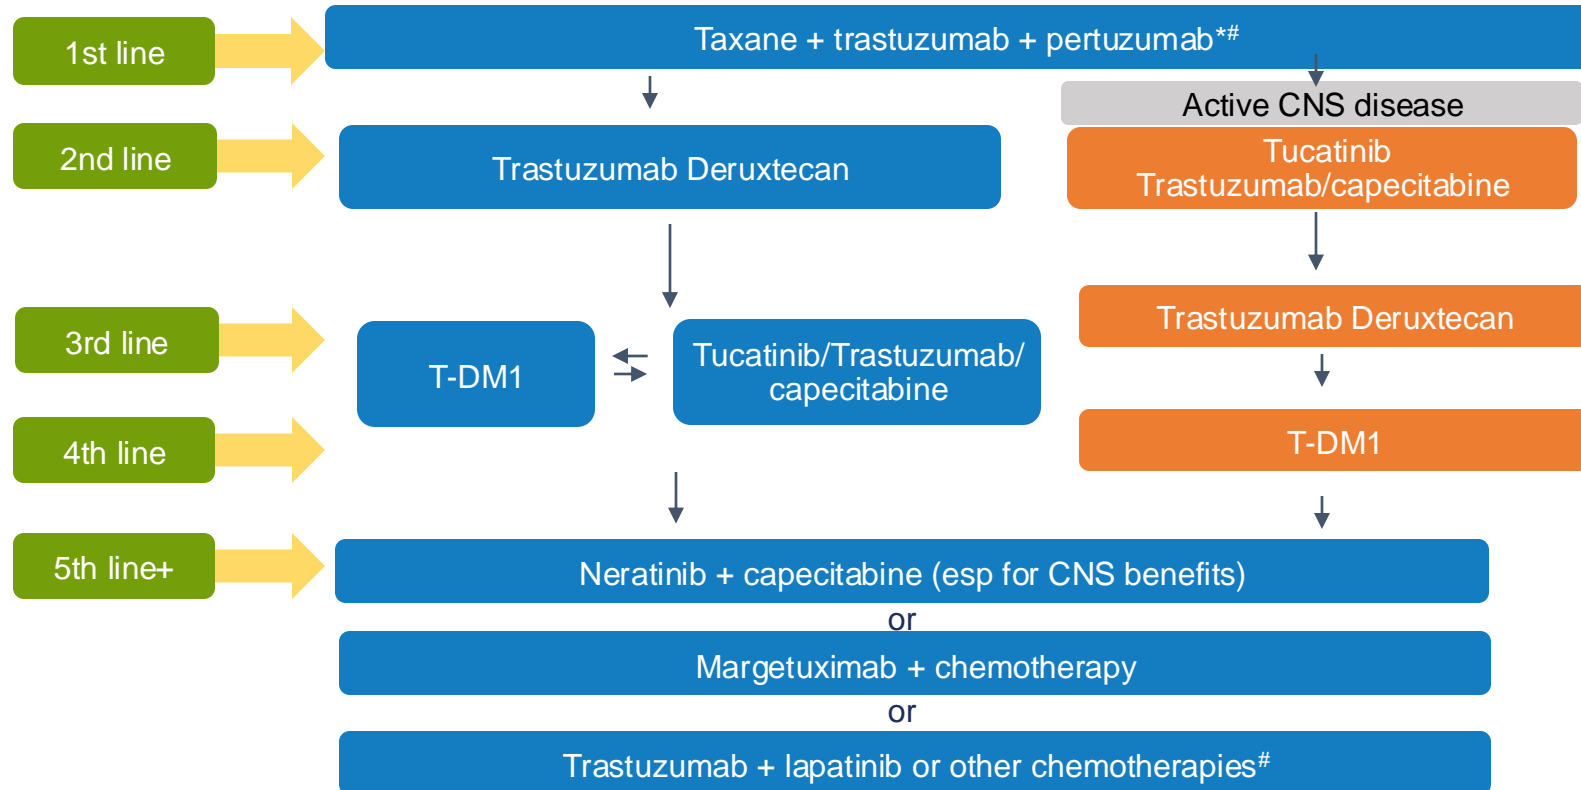 1st line
Taxane + trastuzumab + pertuzumab*#
Active CNS disease
2nd line
Trastuzumab Deruxtecan
Tucatinib
Trastuzumab/capecitabine
3rd line
T-DM1
Tucatinib/Trastuzumab/
capecitabine
Trastuzumab Deruxtecan
4th line
T-DM1
5th line+
Neratinib + capecitabine (esp for CNS benefits)
or
Margetuximab + chemotherapy
or
Trastuzumab + lapatinib or other chemotherapies#